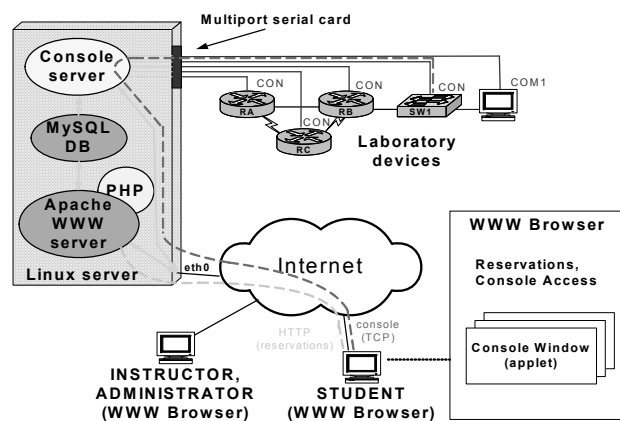 Multiport serial card
Console
server
CON
CON
CON
COM1
RA
RB
SW1
CON
RC
Laboratory
devices
MySQL
DB
PHP
Apache
WWW
server
Linux server
eth0
Internet
WWW Browser
Reservations,
Console Access
Console Window
(applet)
HTTP
(reservations)
console
(TCP)
INSTRUCTOR,
ADMINISTRATOR
(WWW Browser)
STUDENT
(WWW Browser)